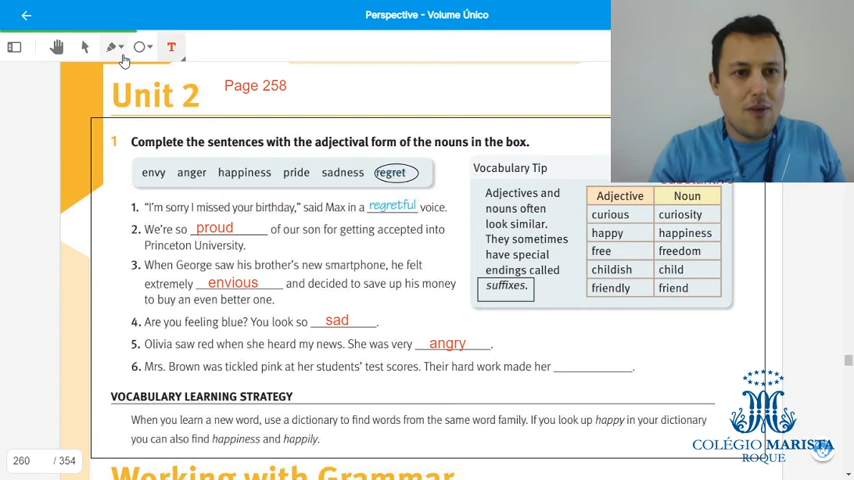 Perspective - Volume Único
T
Unit 2 Page 258
1 Complete the sentences with the adjectival form of the nouns in the box.
envy anger happiness pride sadness regret
1. "I'm sorry I missed your birthday," said Max in a regretful voice.
2. We're so proud of our son for getting accepted into
Princeton University.
3. When George saw his brother's new smartphone, he felt
extremely envious and decided to save up his money
to buy an even better one.
4. Are you feeling blue? You look so sad.
5. Olivia saw red when she heard my news. She was very angry.
6. Mrs. Brown was tickled pink at her students' test scores. Their hard work made her ____________.
Vocabulary Tip
Adjectives and
nouns often
look similar.
They sometimes
have special
endings called
suffixes.
Adjective Noun
curious curiosity
happy happiness
free freedom
childish child
friendly friend
VOCABULARY LEARNING STRATEGY
When you learn a new word, use a dictionary to find words from the same word family. If you look up happy in your dictionary
you can also find happiness and happily.
COLÉGIO MARISTA
ROQUE
260 / 354
Working with Grammar